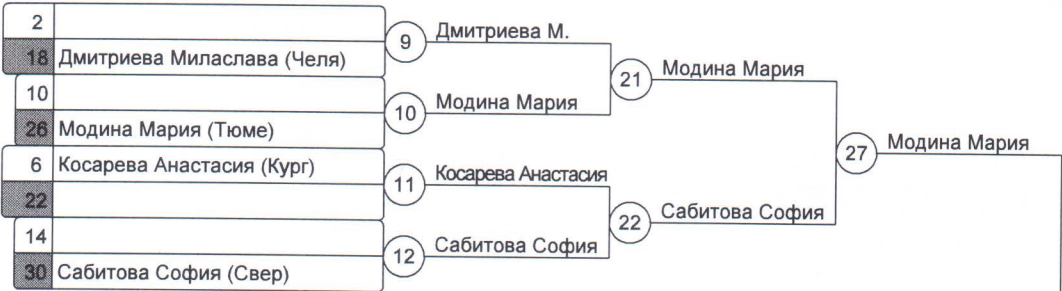 2
18 Дмитриева Миласлава (Челя)
9 Дмитриева М.
21 Модина Мария
10
26 Модина Мария (Тюме)
10 Модина Мария
27 Модина Мария
6 Косарева Анастасия (Кург)
22
11 Косарева Анастасия
22 Сабитова София
14
30 Сабитова София (Свер)
12 Сабитова София